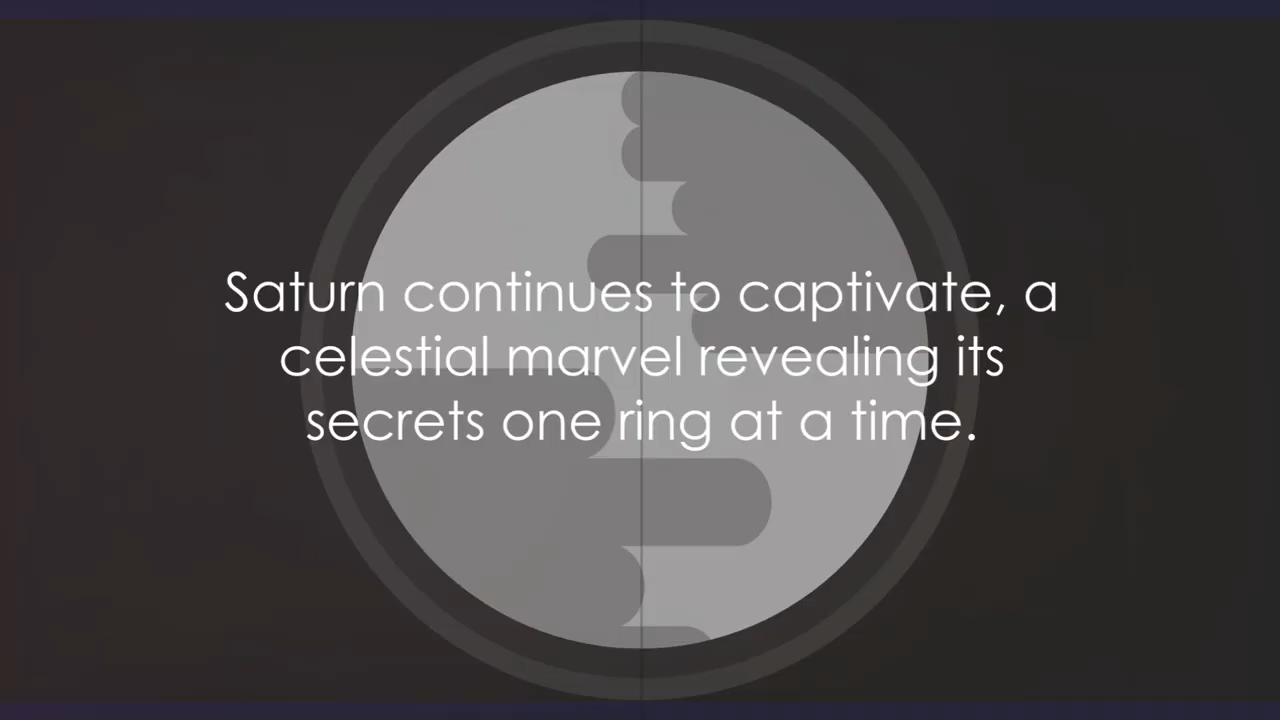 Saturn continues to captivate, a
celestial marvel revealing its
secrets one ring at a time.